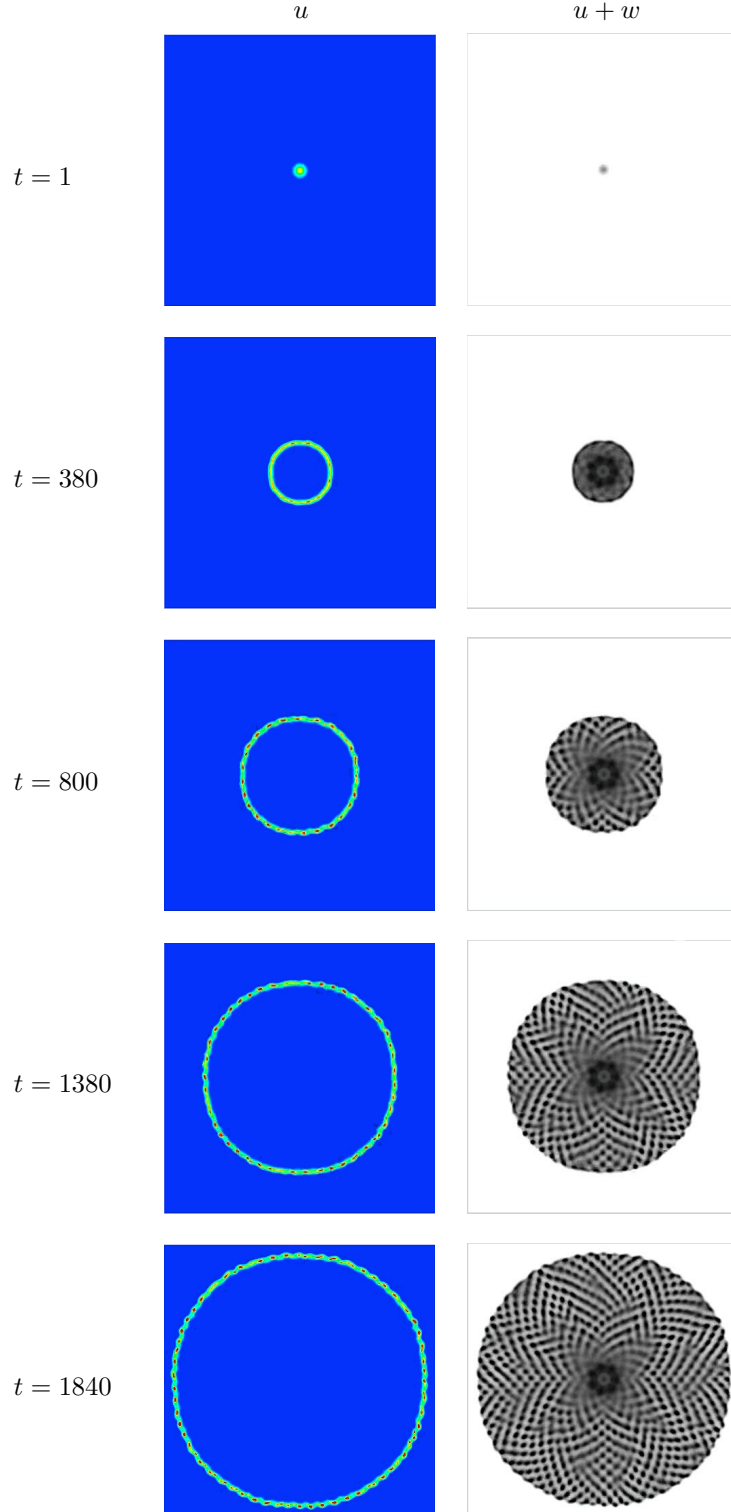 u
u + w
t = 1
t = 380
t = 800
t = 1380
t = 1840